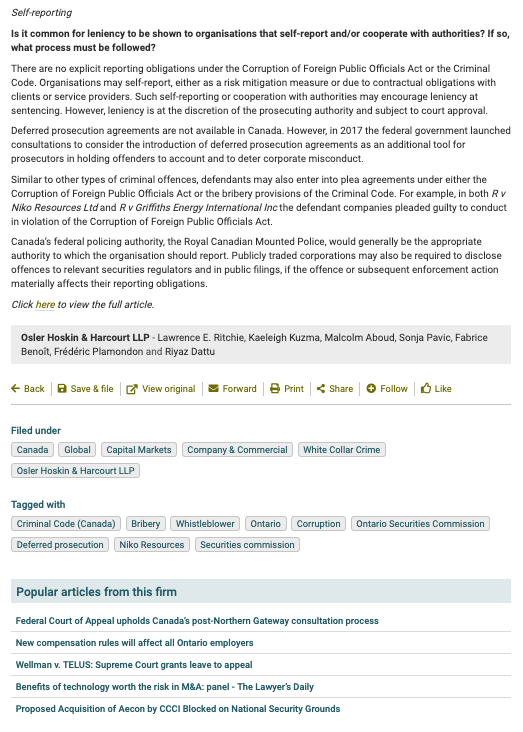 Self-reporting
Is it common for leniency to be shown to organisations that self-report and/or cooperate with authorities? If so,
what process must be followed?
There are no explicit reporting obligations under the Corruption of Foreign Public Officials Act or the Criminal
Code. Organisations may self-report, either as a risk mitigation measure or due to contractual obligations with
clients or service providers. Such self-reporting or cooperation with authorities may encourage leniency at
sentencing. However, leniency is at the discretion of the prosecuting authority and subject to court approval.
Deferred prosecution agreements are not available in Canada. However, in 2017 the federal government launched
consultations to consider the introduction of deferred prosecution agreements as an additional tool for
prosecutors in holding offenders to account and to deter corporate misconduct.
Similar to other types of criminal offences, defendants may also enter into plea agreements under either the
Corruption of Foreign Public Officials Act or the bribery provisions of the Criminal Code. For example, in both R v
Niko Resources Ltd and R v Griffiths Energy International Inc the defendant companies pleaded guilty to conduct
in violation of the Corruption of Foreign Public Officials Act.
Canada's federal policing authority, the Royal Canadian Mounted Police, would generally be the appropriate
authority to which the organisation should report. Publicly traded corporations may also be required to disclose
offences to relevant securities regulators and in public filings, if the offence or subsequent enforcement action
materially affects their reporting obligations.
Click here to view the full article.
Osler Hoskin & Harcourt LLP - Lawrence E. Ritchie, Kaeleigh Kuzma, Malcolm Aboud, Sonja Pavic, Fabrice
Benoît, Frédéric Plamondon and Riyaz Dattu
Back Save & file View original Forward Print Share Follow Like
Filed under
Canada Global Capital Markets Company & Commercial White Collar Crime
Osler Hoskin & Harcourt LLP
Tagged with
Criminal Code (Canada) Bribery Whistleblower Ontario Corruption Ontario Securities Commission
Deferred prosecution Niko Resources Securities commission
Popular articles from this firm
Federal Court of Appeal upholds Canada's post-Northern Gateway consultation process
New compensation rules will affect all Ontario employers
Wellman v. TELUS: Supreme Court grants leave to appeal
Benefits of technology worth the risk in M&A: panel - The Lawyer's Daily
Proposed Acquisition of Aecon by CCCI Blocked on National Security Grounds